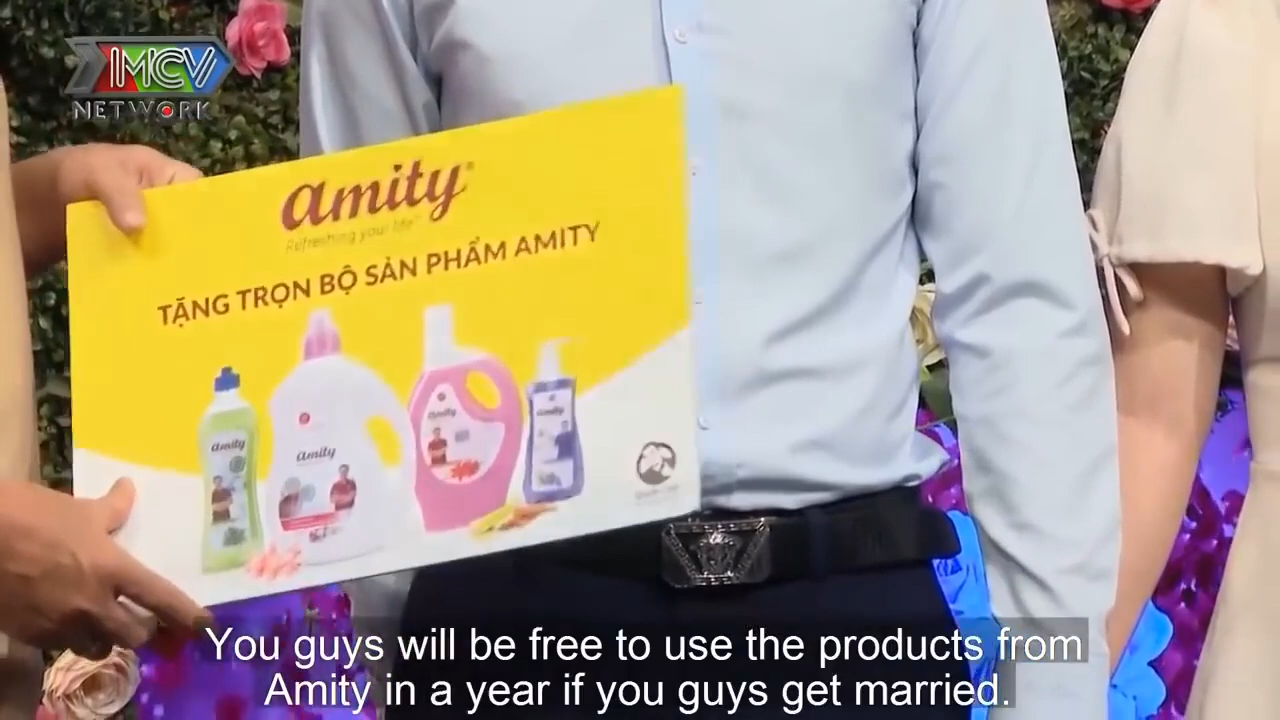 MCV
NETWORK
amity
Refreshing your life
TẶNG TRỌN BỘ SẢN PHẨM AMITY
amity
amity
amity
amity
You guys will be free to use the products from
Amity in a year if you guys get married.